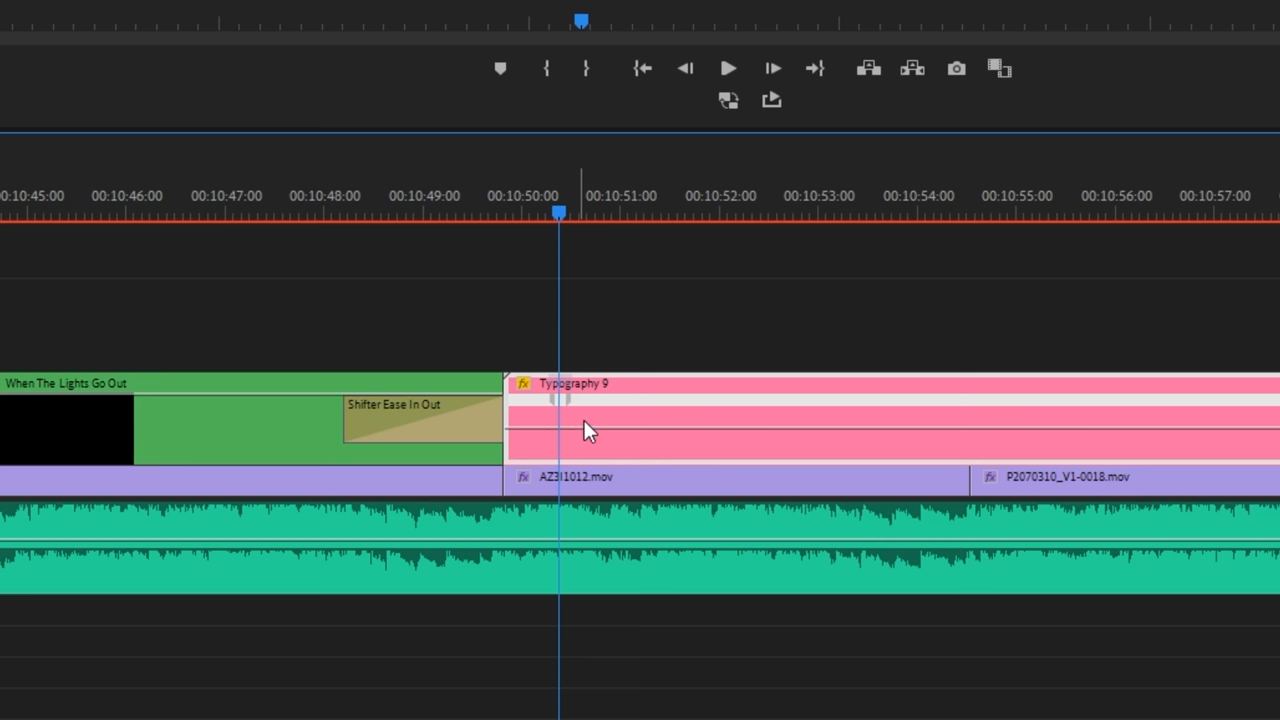 0:10:45:00 00:10:46:00 00:10:47:00 00:10:48:00 00:10:49:00 00:10:50:00 00:10:51:00 00:10:52:00 00:10:53:00 00:10:54:00 00:10:55:00 00:10:56:00 00:10:57:00
When The Lights Go Out
fx Typography 9
Shifter Ease In Out
fx AZ3I1012.mov
fx P2070310_V1-0018.mov